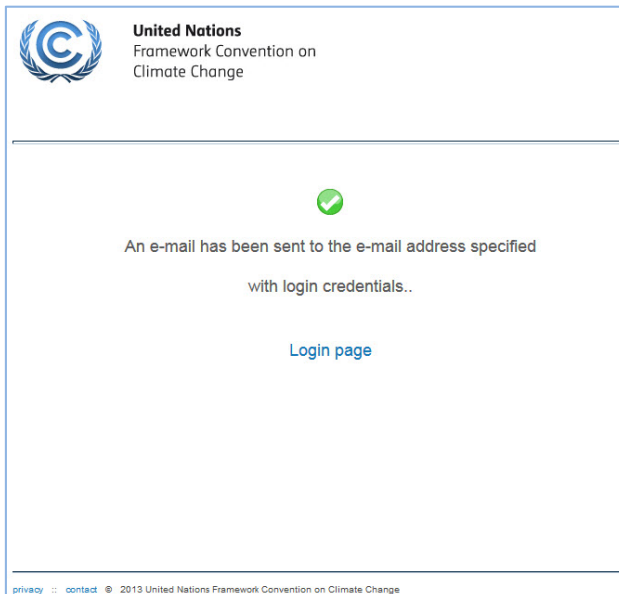 United Nations
Framework Convention on
Climate Change
An e-mail has been sent to the e-mail address specified
with login credentials..
Login page
privacy :: contact © 2013 United Nations Framework Convention on Climate Change